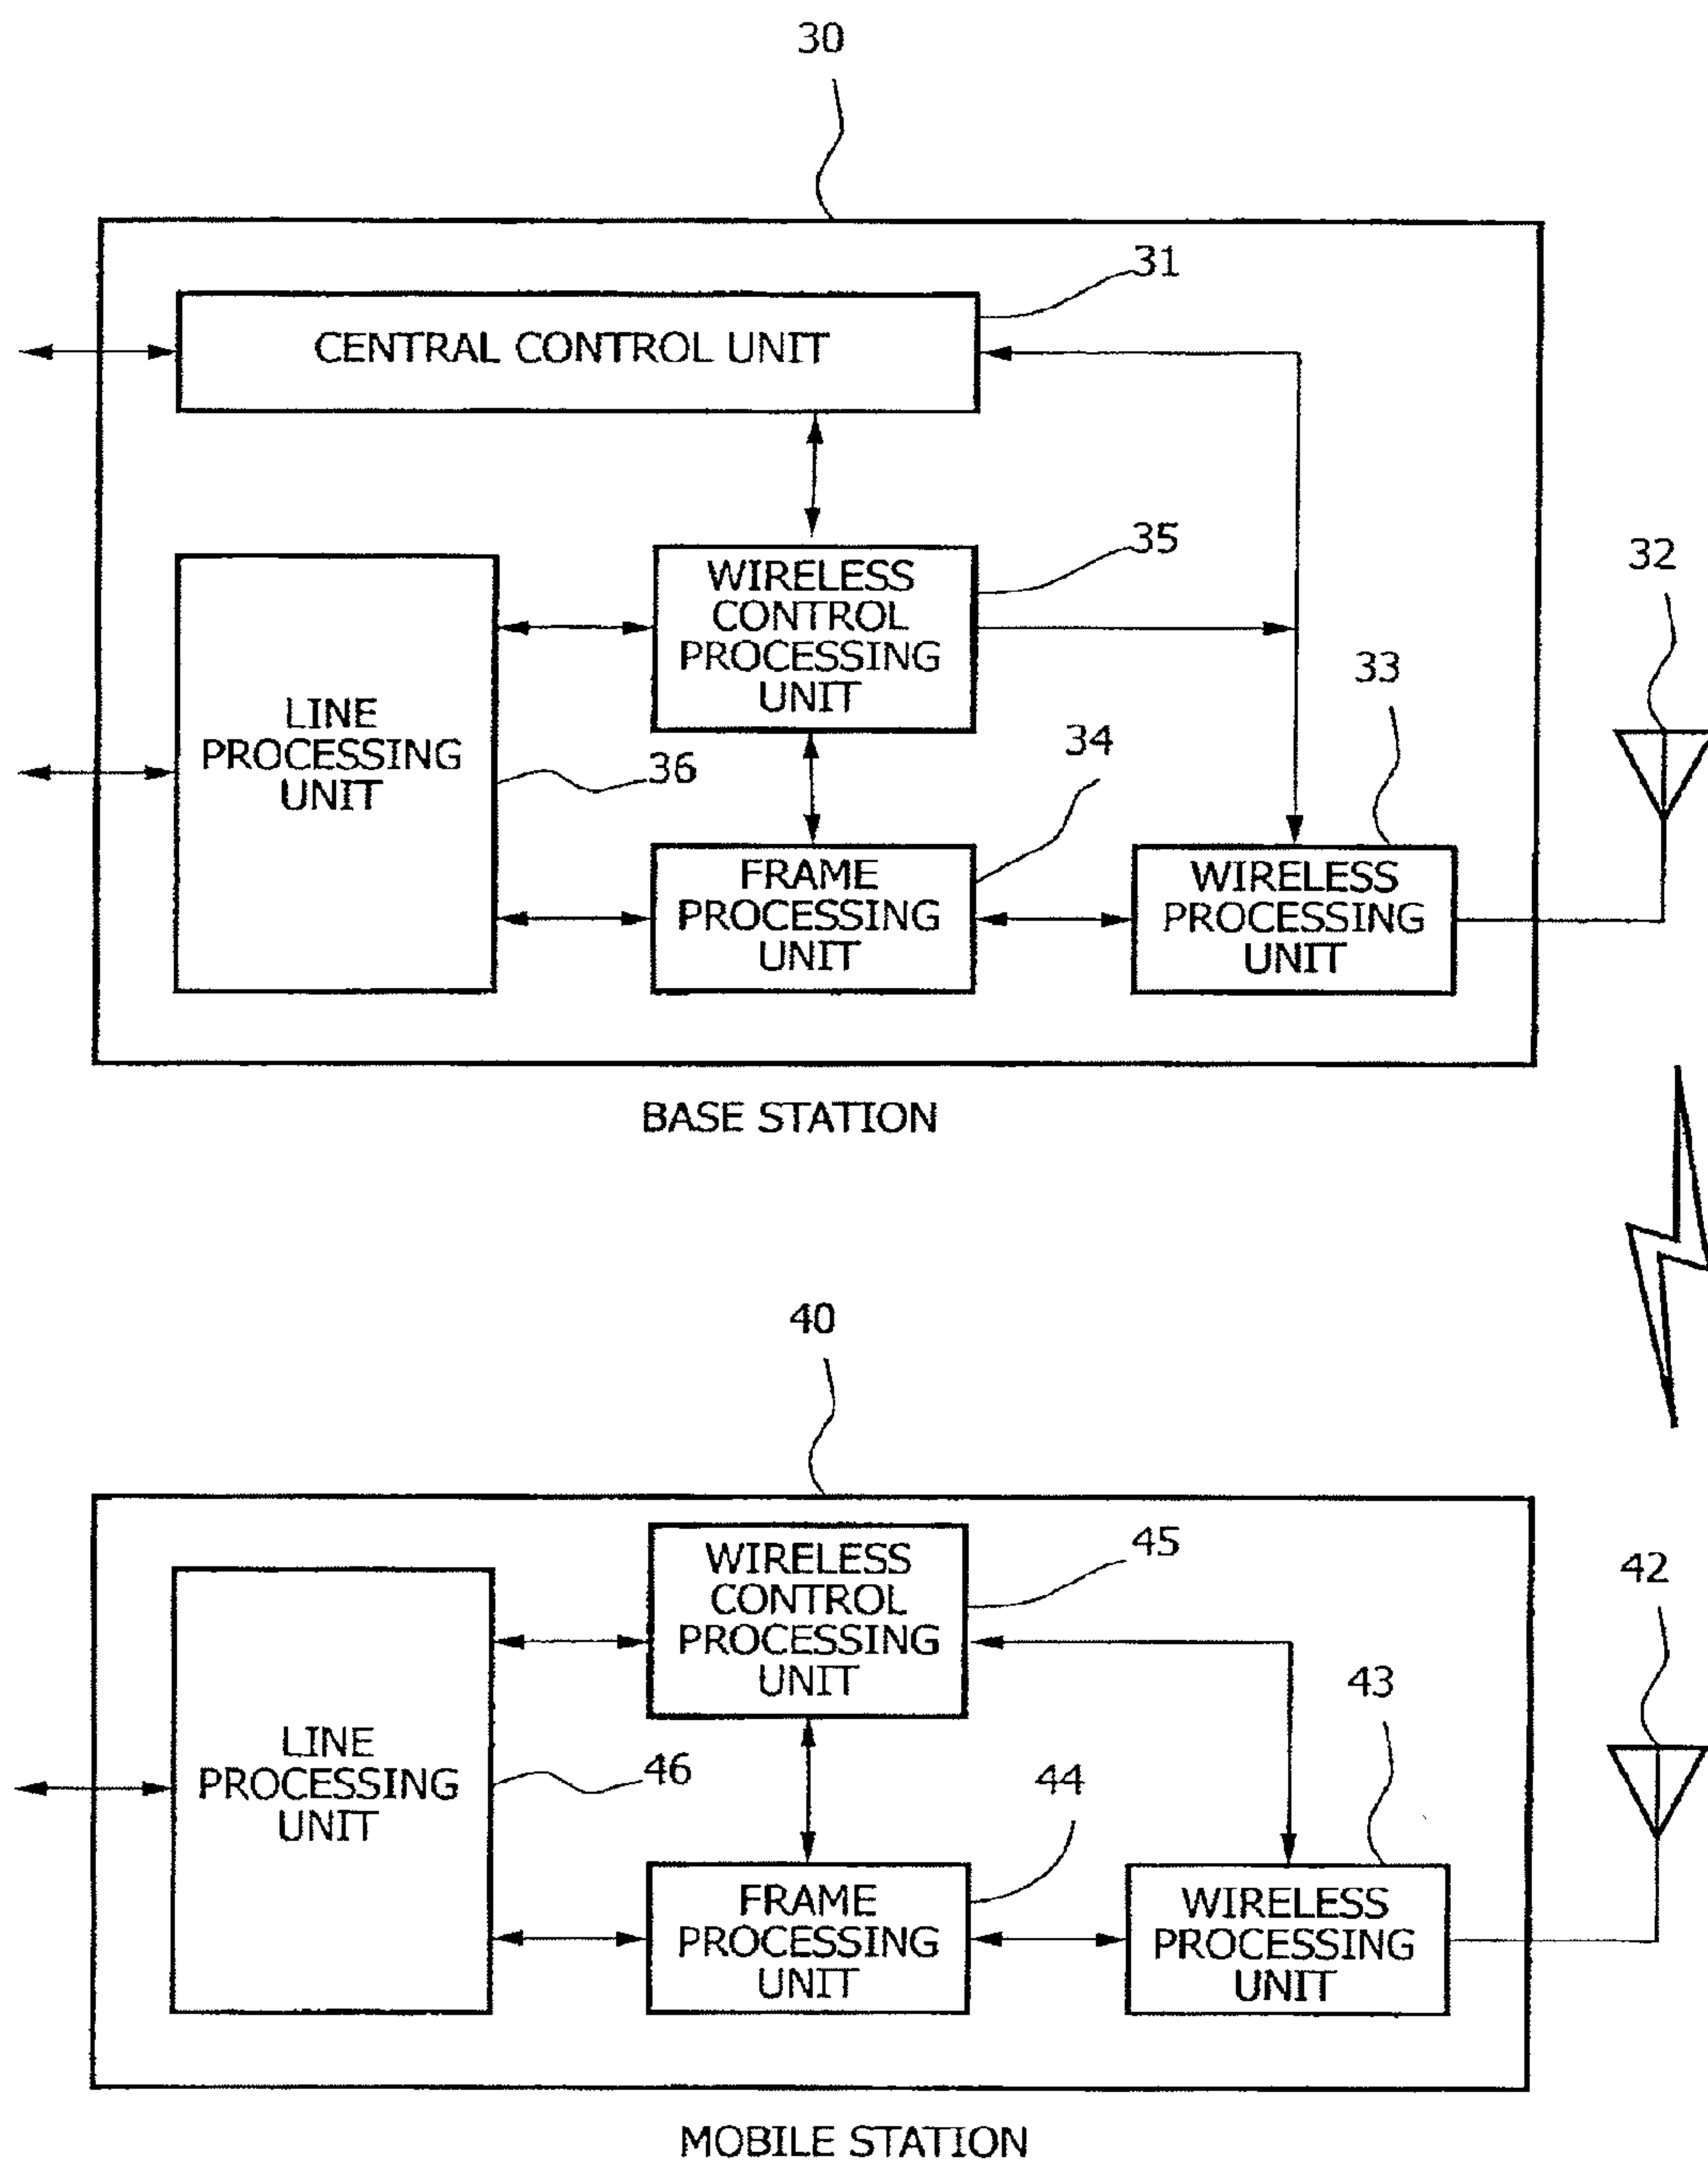 30
31
CENTRAL CONTROL UNIT
35
32
WIRELESS
CONTROL
PROCESSING
UNIT
33
LINE
PROCESSING
UNIT
34
36
FRAME
PROCESSING
UNIT
WIRELESS
PROCESSING
UNIT
BASE STATION
40
45
42
WIRELESS
CONTROL
PROCESSING
UNIT
43
LINE
PROCESSING
UNIT
46
44
FRAME
PROCESSING
UNIT
WIRELESS
PROCESSING
UNIT
MOBILE STATION